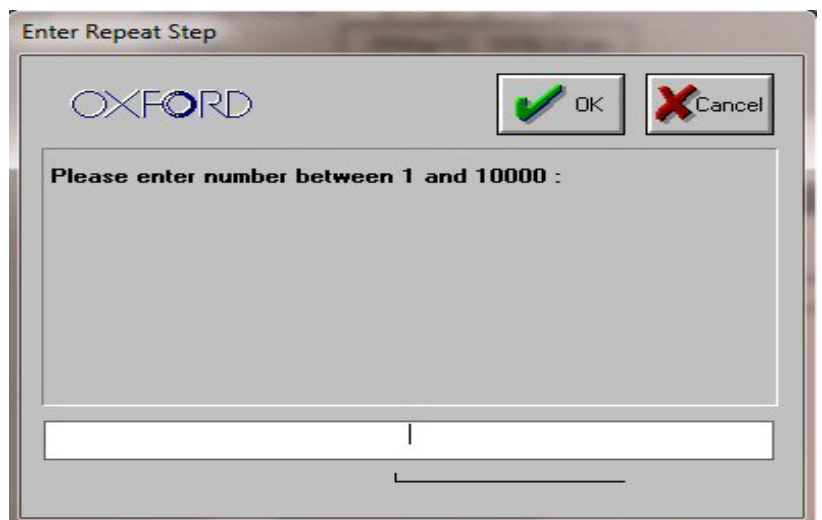 Enter Repeat Step
OXFORD
OK
Cancel
Please enter number between 1 and 10000 :